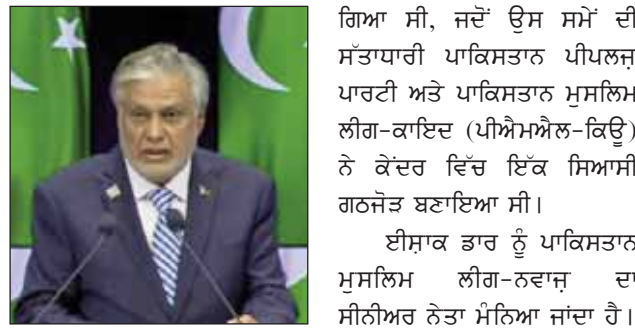 ਗਿਆ ਸੀ, ਜਦੋਂ ਉਸ ਸਮੇਂ ਦੀ
ਸੱਤਾਧਾਰੀ ਪਾਕਿਸਤਾਨ ਪੀਪਲਜ਼
ਪਾਰਟੀ ਅਤੇ ਪਾਕਿਸਤਾਨ ਮੁਸਲਿਮ
ਲੀਗ-ਕਾਇਦ (ਪੀਐਮਐਲ-ਕਿਊ)
ਨੇ ਕੇਂਦਰ ਵਿੱਚ ਇੱਕ ਸਿਆਸੀ
ਗਠਜੋੜ ਬਣਾਇਆ ਸੀ।
ਈਸ਼ਾਕ ਡਾਰ ਨੂੰ ਪਾਕਿਸਤਾਨ
ਮੁਸਲਿਮ ਲੀਗ-ਨਵਾਜ਼ ਦਾ
ਸੀਨੀਅਰ ਨੇਤਾ ਮੰਨਿਆ ਜਾਂਦਾ ਹੈ।